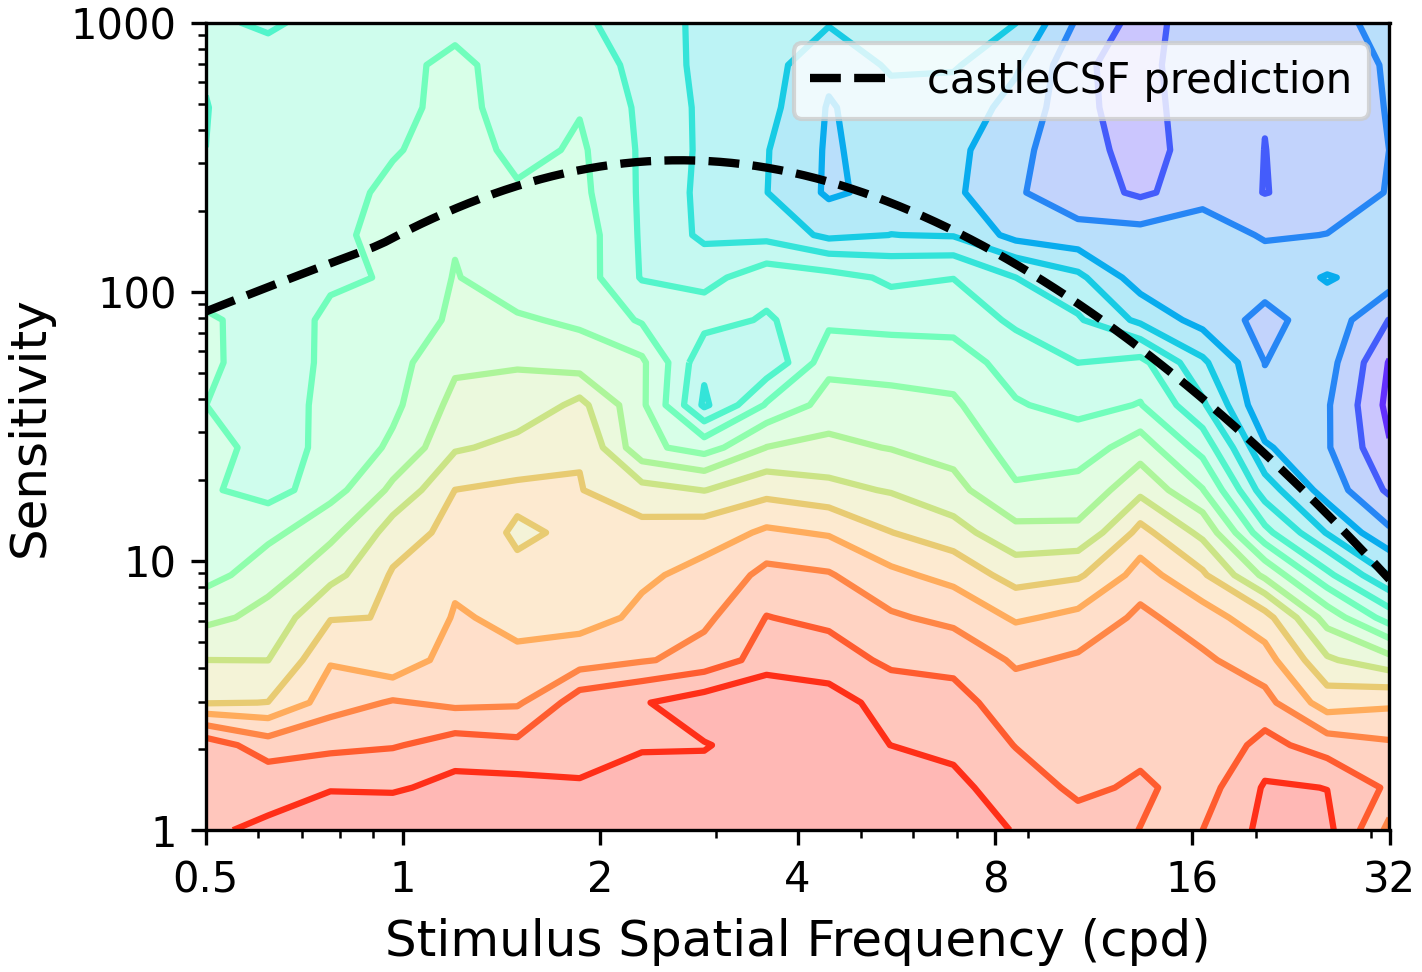 1000
100
10
1
Sensitivity
castleCSF prediction
0.5 1 2 4 8 16 32
Stimulus Spatial Frequency (cpd)